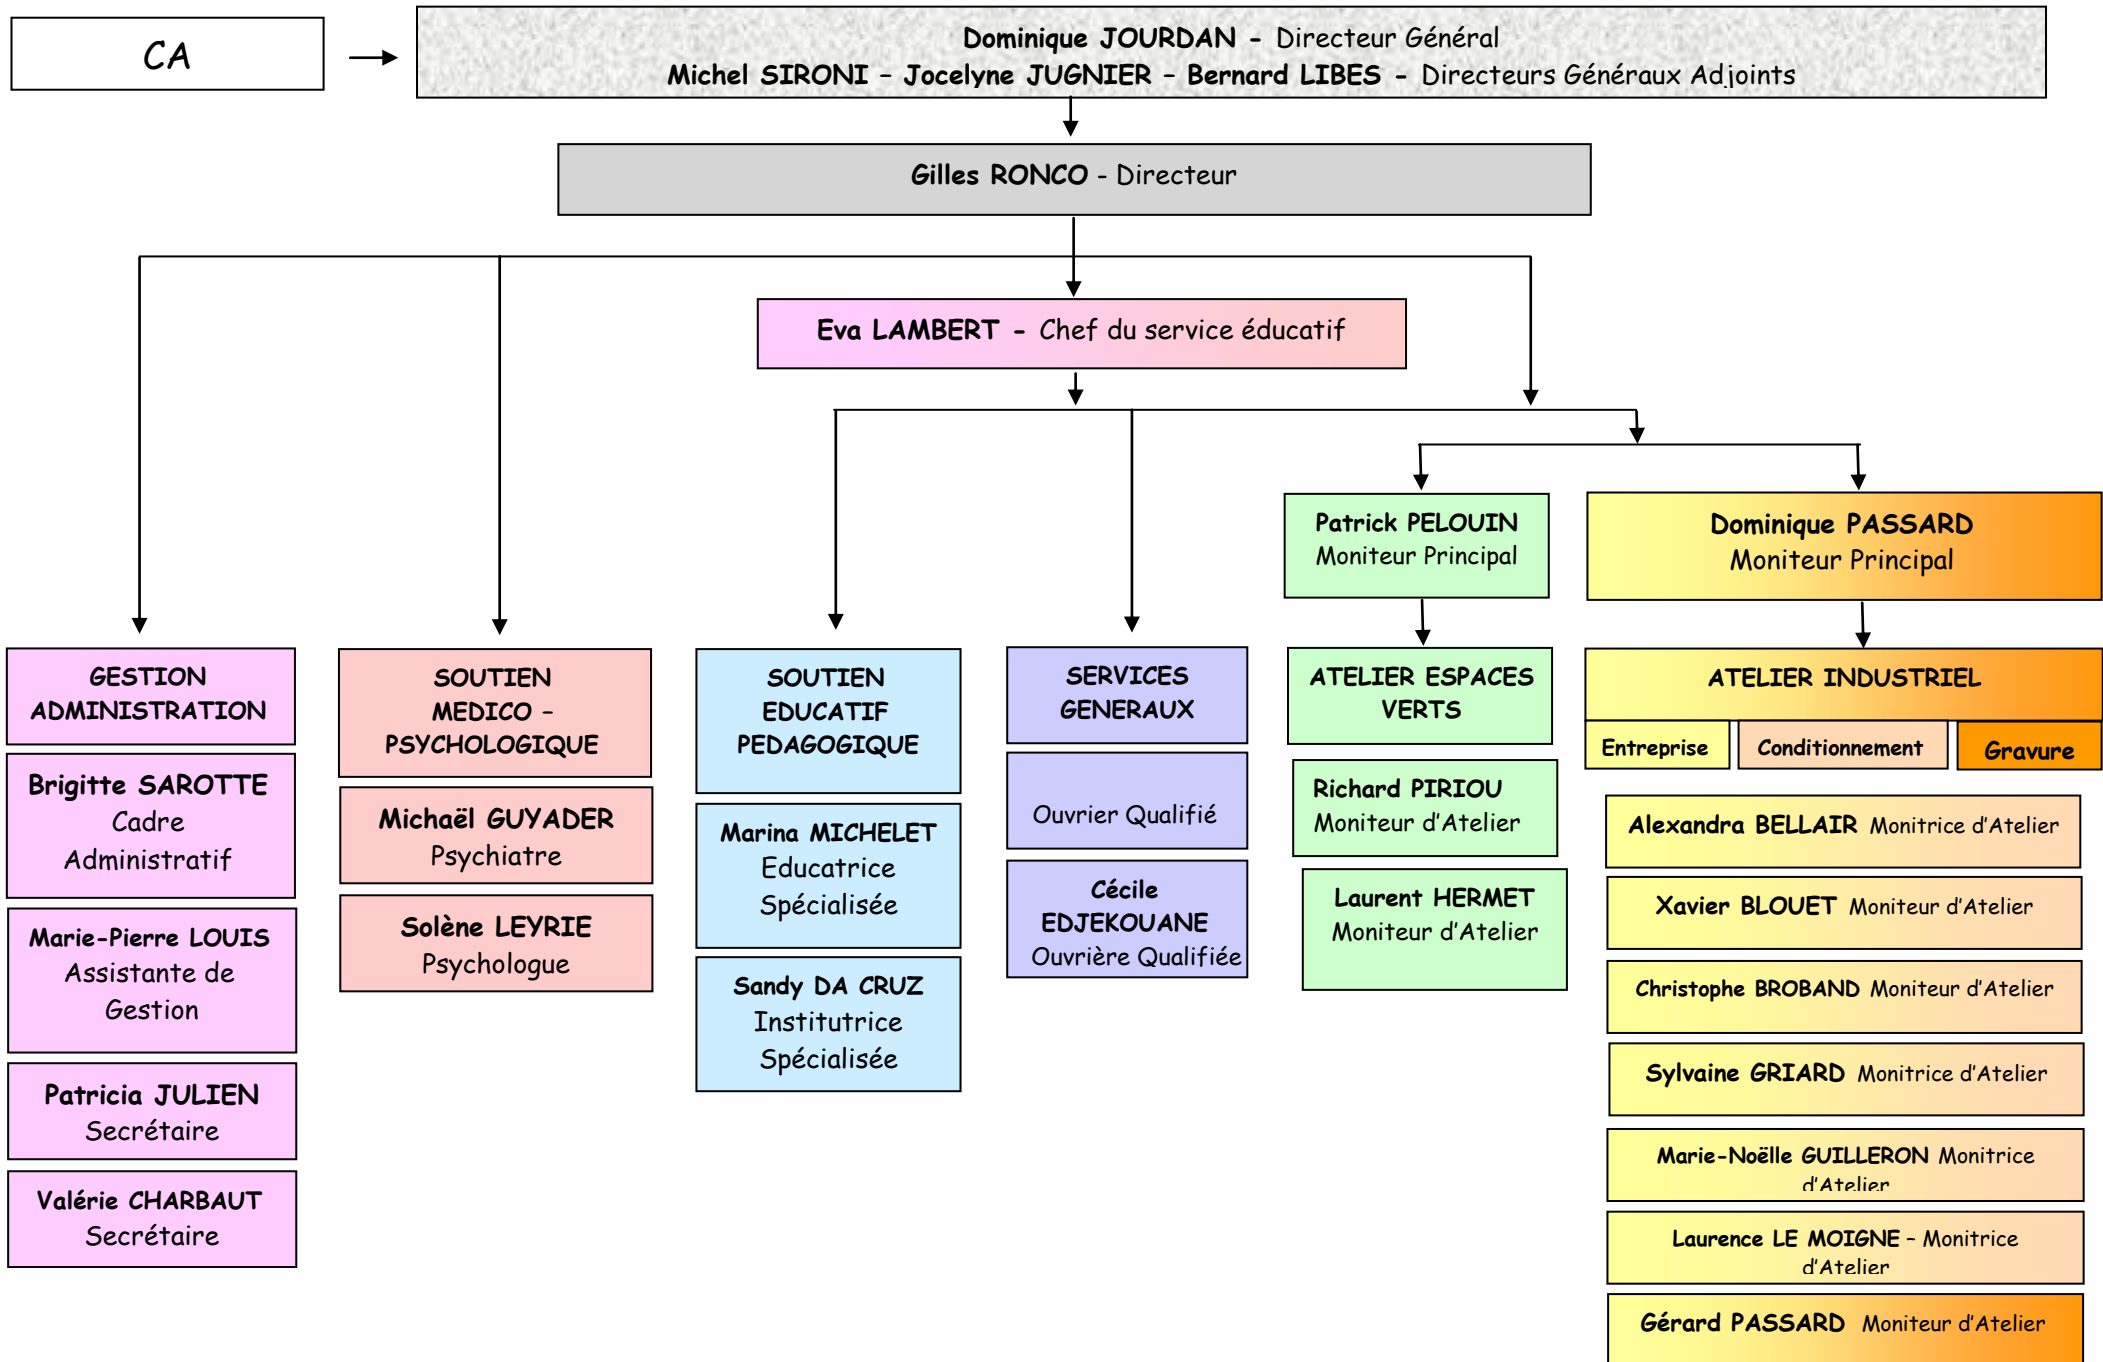 CA
Dominique JOURDAN - Directeur Général
Michel SIRONI – Jocelyne JUGNIER – Bernard LIBES - Directeurs Généraux Adjoints
Gilles RONCO - Directeur
Eva LAMBERT - Chef du service éducatif
Patrick PELOUIN
Moniteur Principal
Dominique PASSARD
Moniteur Principal
GESTION
ADMINISTRATION
Brigitte SAROTTE
Cadre
Administratif
Marie-Pierre LOUIS
Assistante de
Gestion
Patricia JULIEN
Secrétaire
Valérie CHARBAUT
Secrétaire
SOUTIEN
MEDICO –
PSYCHOLOGIQUE
Michaël GUYADER
Psychiatre
Solène LEYRIE
Psychologue
SOUTIEN
EDUCATIF
PEDAGOGIQUE
Marina MICHELET
Educatrice
Spécialisée
Sandy DA CRUZ
Institutrice
Spécialisée
SERVICES
GENERAUX
Ouvrier Qualifié
Cécile
EDJEKOUANE
Ouvrière Qualifiée
ATELIER ESPACES
VERTS
Richard PIRIOU
Moniteur d'Atelier
Laurent HERMET
Moniteur d'Atelier
ATELIER INDUSTRIEL
Entreprise
Conditionnement
Gravure
Alexandra BELLAIR Monitrice d'Atelier
Xavier BLOUET Moniteur d'Atelier
Christophe BROBAND Moniteur d'Atelier
Sylvaine GRIARD Monitrice d'Atelier
Marie-Noëlle GUILLERON Monitrice
d'Atelier
Laurence LE MOIGNE – Monitrice
d'Atelier
Gérard PASSARD Moniteur d'Atelier